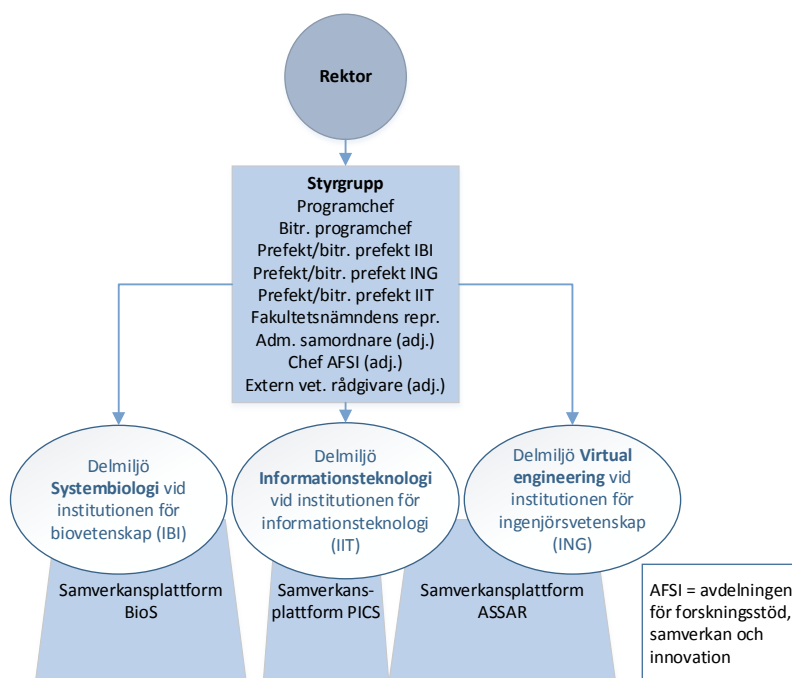 Rektor
Styrgrupp
Programchef
Bitr. programchef
Prefekt/bitr. prefekt IBI
Prefekt/bitr. prefekt ING
Prefekt/bitr. prefekt IIT
Fakultetsnämndens repr.
Adm. samordnare (adj.)
Chef AFSI (adj.)
Extern vet. rådgivare (adj.)
Delmiljö
Systembiologi vid
institutionen för
biovetenskap (IBI)
Delmiljö
Informationsteknologi
vid institutionen för
informationsteknologi
(IIT)
Delmiljö Virtual
engineering vid
institutionen för
ingenjörsvetenskap
(ING)
Samverkansplattform
BioS
Samverkans-
plattform PICS
Samverkansplattform
ASSAR
AFSI = avdelningen
för forskningsstöd,
samverkan och
innovation